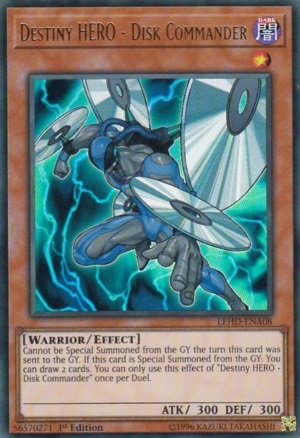 DESTINY HERO - DISK COMMANDER
DARK
闇
LEHD-ENA08
[WARRIOR/EFFECT]
Cannot be Special Summoned from the GY the turn this card was
sent to the GY. If this card is Special Summoned from the GY: You
can draw 2 cards. You can only use this effect of "Destiny HERO
- Disk Commander" once per Duel.
ATK/ 300 DEF/ 300
56570271 1st Edition ©1996 KAZUKI TAKAHASHI